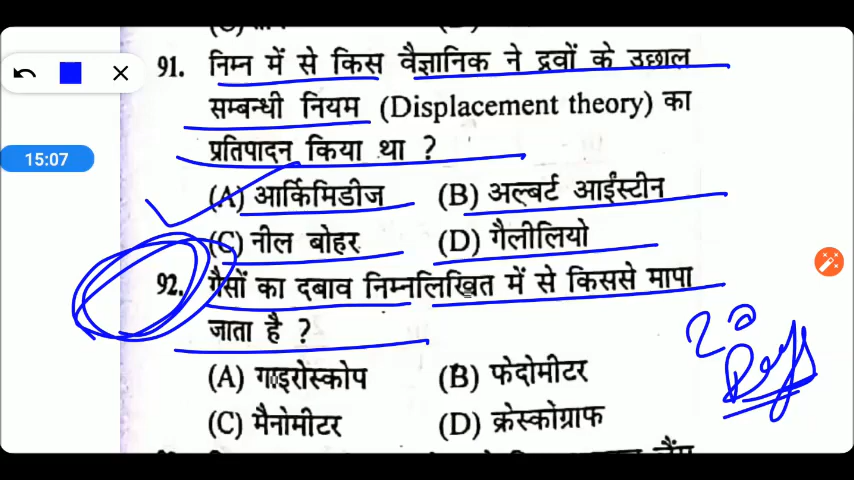 91. निम्न में से किस वैज्ञानिक ने द्रवों के उछाल
15:07
सम्बन्धी नियम (Displacement theory) का
प्रतिपादन किया था ?
(A) आर्किमिडीज (B) अल्बर्ट आईंस्टीन
(C) नील बोहर (D) गैलीलियो
92. गैसों का दबाव निम्नलिखित में से किससे मापा
जाता है ?
(A) गाइरोस्कोप (B) फेदोमीटर
(C) मैनोमीटर (D) क्रेस्कोग्राफ